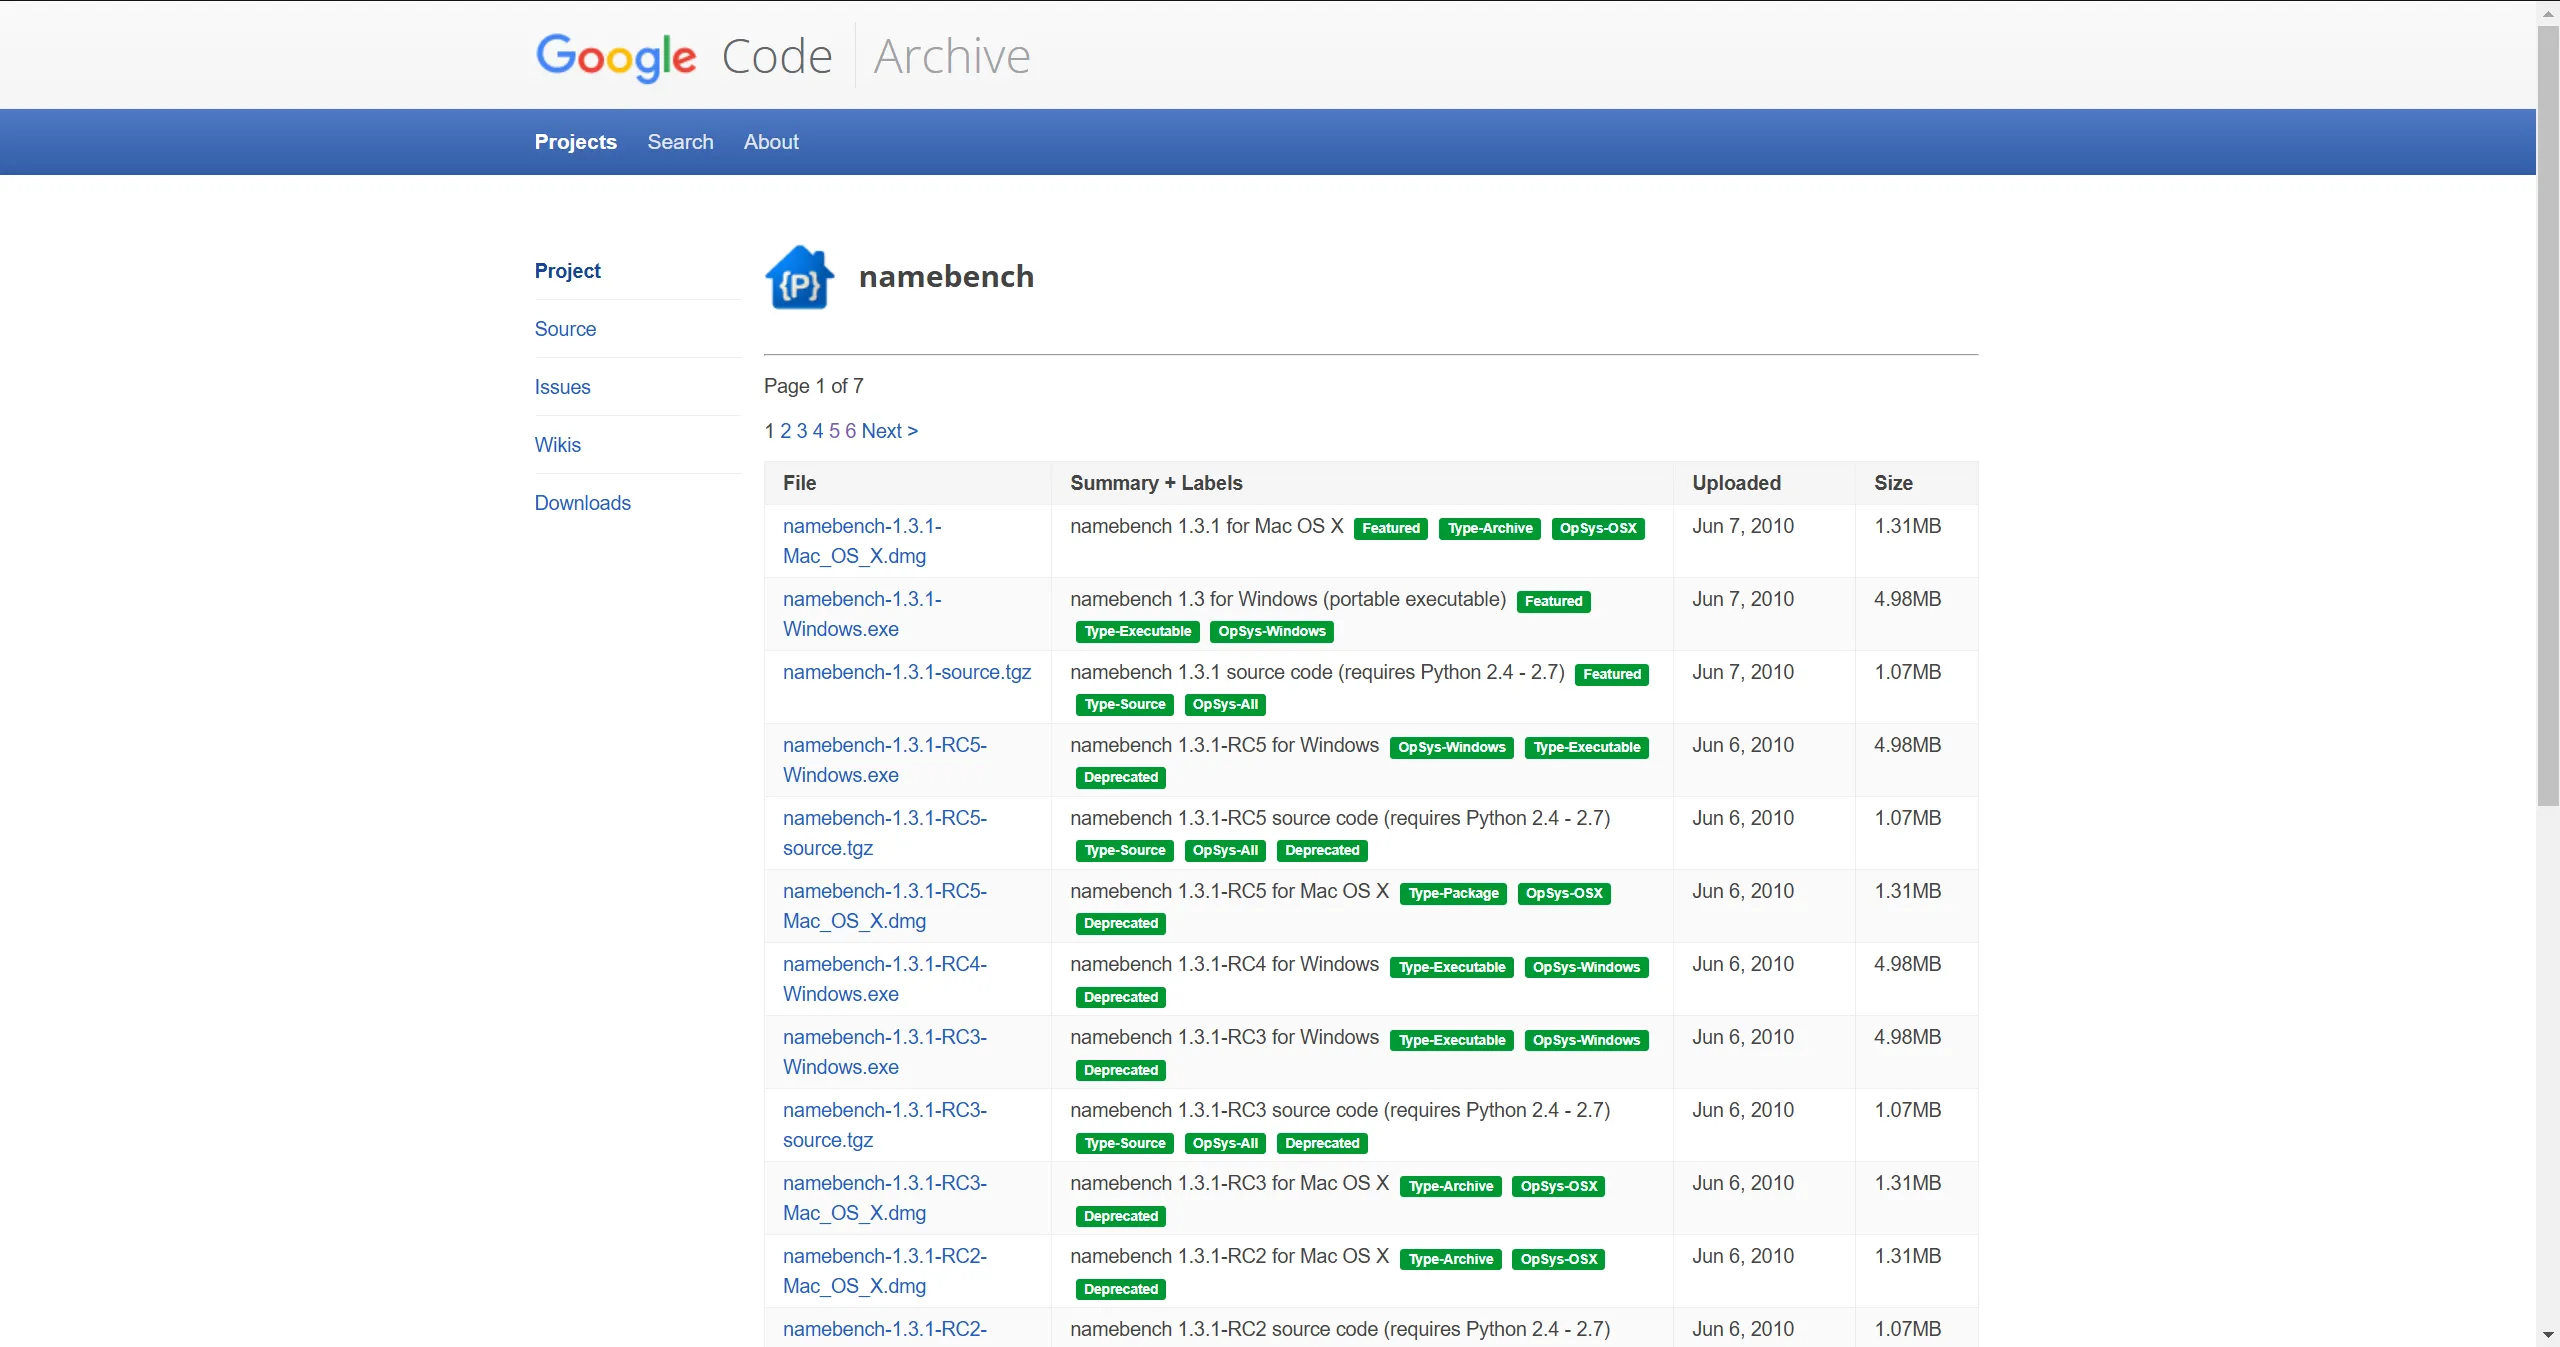 Google Code Archive
Projects Search About
Project
Source
Issues
Wikis
Downloads
{P} namebench
Page 1 of 7
1 2 3 4 5 6 Next >
File Summary + Labels Uploaded Size
namebench-1.3.1- namebench 1.3.1 for Mac OS X Featured Type-Archive OpSys-OSX Jun 7, 2010 1.31MB
Mac_OS_X.dmg
namebench-1.3.1- namebench 1.3 for Windows (portable executable) Featured Jun 7, 2010 4.98MB
Windows.exe Type-Executable OpSys-Windows
namebench-1.3.1-source.tgz namebench 1.3.1 source code (requires Python 2.4 - 2.7) Featured Jun 7, 2010 1.07MB
Type-Source OpSys-All
namebench-1.3.1-RC5- namebench 1.3.1-RC5 for Windows OpSys-Windows Type-Executable Jun 6, 2010 4.98MB
Windows.exe Deprecated
namebench-1.3.1-RC5- namebench 1.3.1-RC5 source code (requires Python 2.4 - 2.7) Jun 6, 2010 1.07MB
source.tgz Type-Source OpSys-All Deprecated
namebench-1.3.1-RC5- namebench 1.3.1-RC5 for Mac OS X Type-Package OpSys-OSX Jun 6, 2010 1.31MB
Mac_OS_X.dmg Deprecated
namebench-1.3.1-RC4- namebench 1.3.1-RC4 for Windows Type-Executable OpSys-Windows Jun 6, 2010 4.98MB
Windows.exe Deprecated
namebench-1.3.1-RC3- namebench 1.3.1-RC3 for Windows Type-Executable OpSys-Windows Jun 6, 2010 4.98MB
Windows.exe Deprecated
namebench-1.3.1-RC3- namebench 1.3.1-RC3 source code (requires Python 2.4 - 2.7) Jun 6, 2010 1.07MB
source.tgz Type-Source OpSys-All Deprecated
namebench-1.3.1-RC3- namebench 1.3.1-RC3 for Mac OS X Type-Archive OpSys-OSX Jun 6, 2010 1.31MB
Mac_OS_X.dmg Deprecated
namebench-1.3.1-RC2- namebench 1.3.1-RC2 for Mac OS X Type-Archive OpSys-OSX Jun 6, 2010 1.31MB
Mac_OS_X.dmg Deprecated
namebench-1.3.1-RC2- namebench 1.3.1-RC2 source code (requires Python 2.4 - 2.7) Jun 6, 2010 1.07MB